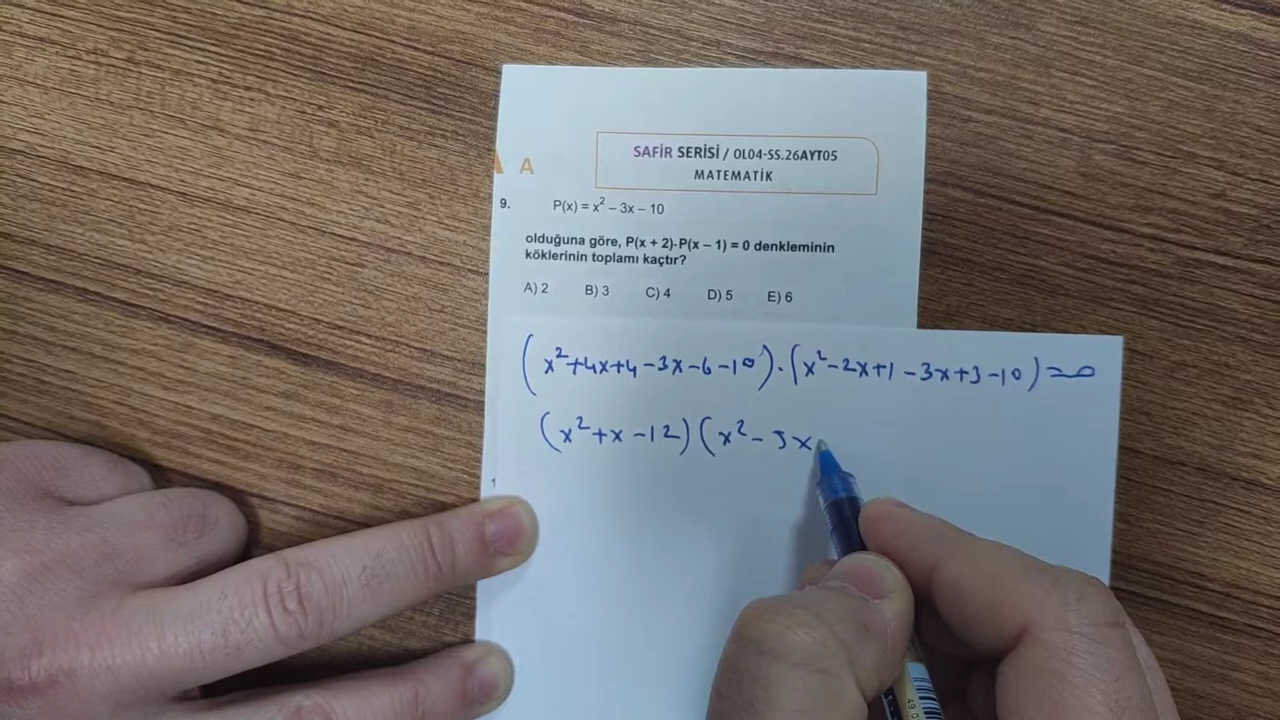 A
SAFİR SERİSİ / OL04-SS.26AYT05
MATEMATİK
9. P(x) = x² – 3x – 10
olduğuna göre, P(x + 2)·P(x – 1) = 0 denkleminin
köklerinin toplamı kaçtır?
A) 2 B) 3 C) 4 D) 5 E) 6
(x²+4x+4-3x-6-10).(x²-2x+1-3x+3-10)=0
(x²+x-12)(x²-5x